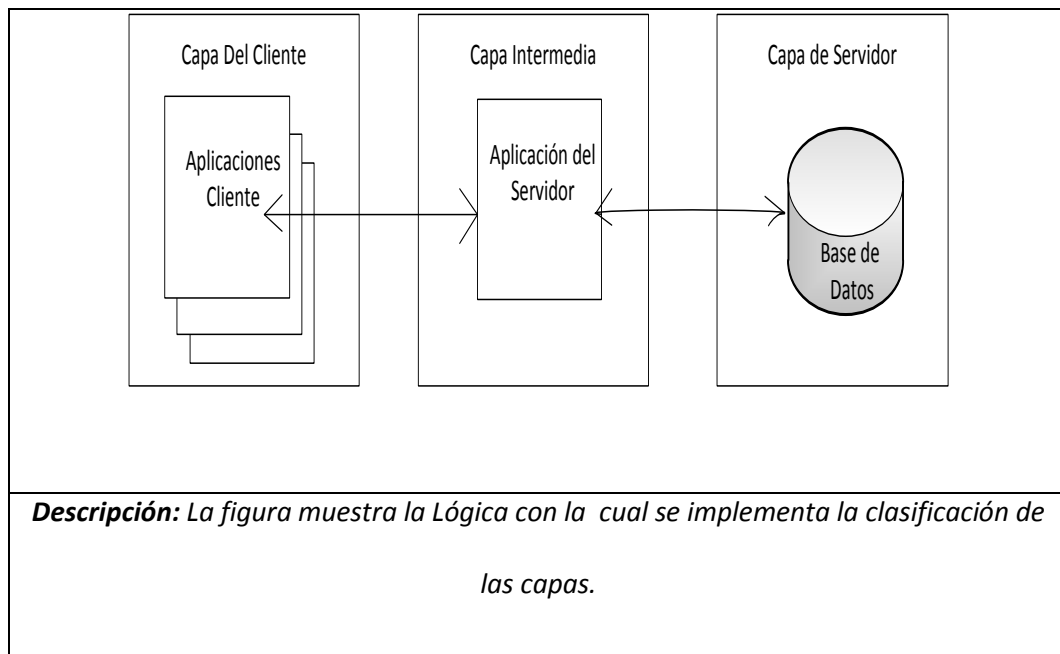 Capa Del Cliente
Capa Intermedia
Capa de Servidor
Aplicaciones
Cliente
Aplicación del
Servidor
Base de
Datos
Descripción: La figura muestra la Lógica con la cual se implementa la clasificación de
las capas.